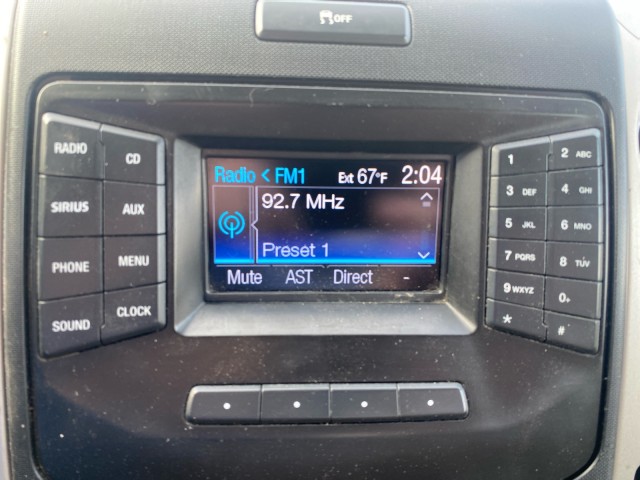 OFF
RADIO
CD
SIRIUS
AUX
PHONE
MENU
SOUND
CLOCK
Radio < FM1 Ext 67°F 2:04
92.7 MHz
Preset 1
Mute AST Direct -
1
2 ABC
3 DEF
4 GHI
5 JKL
6 MNO
7 PQRS
8 TUV
9 WXYZ
0+
*
#